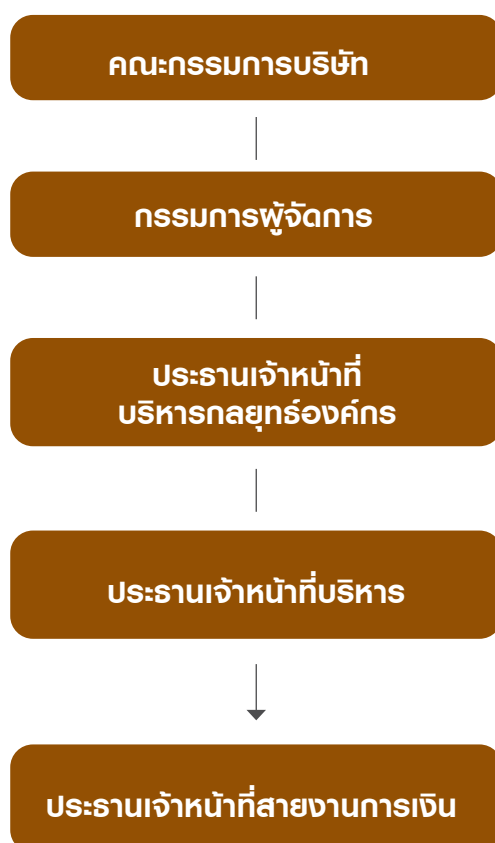 คณะกรรมการบริษัท
กรรมการผู้จัดการ
ประธานเจ้าหน้าที่
บริหารกลยุทธ์องค์กร
ประธานเจ้าหน้าที่บริหาร
ประธานเจ้าหน้าที่สายงานการเงิน